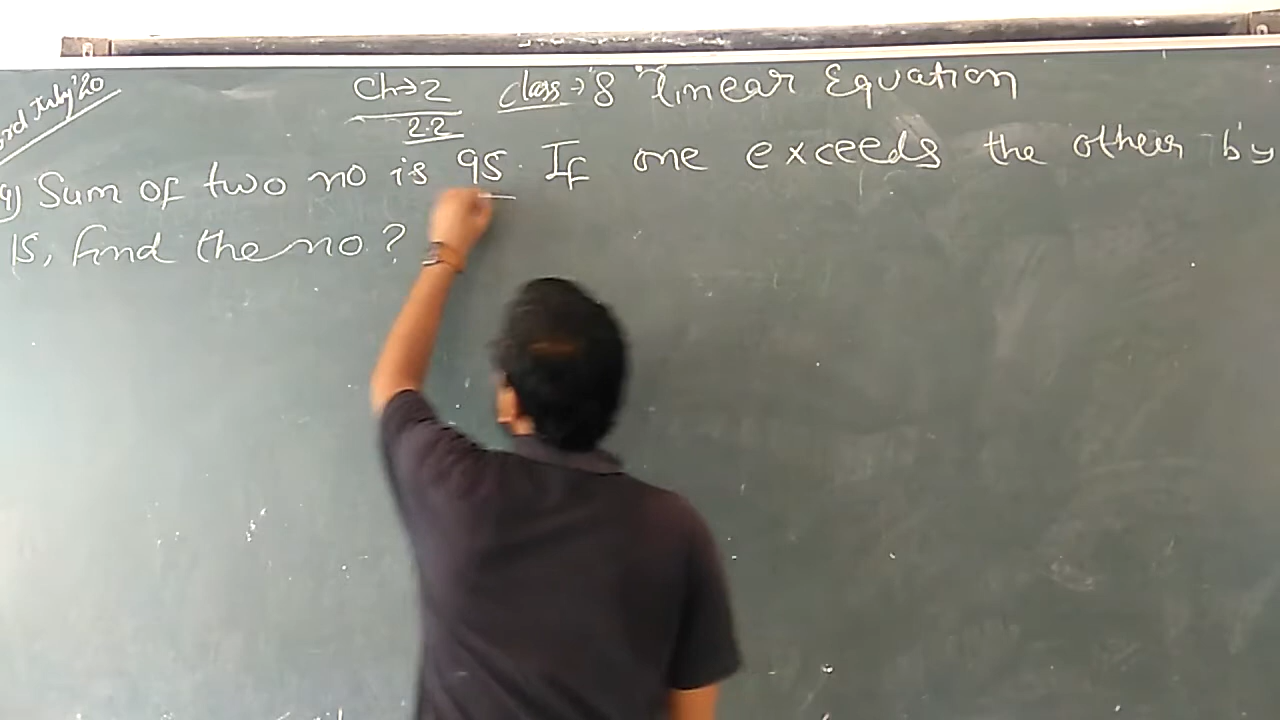 3rd July'20
Ch→2 class→8 "Linear Equation
2.2
Q) Sum of two no is 95. If one exceeds the other by
15, find the no?